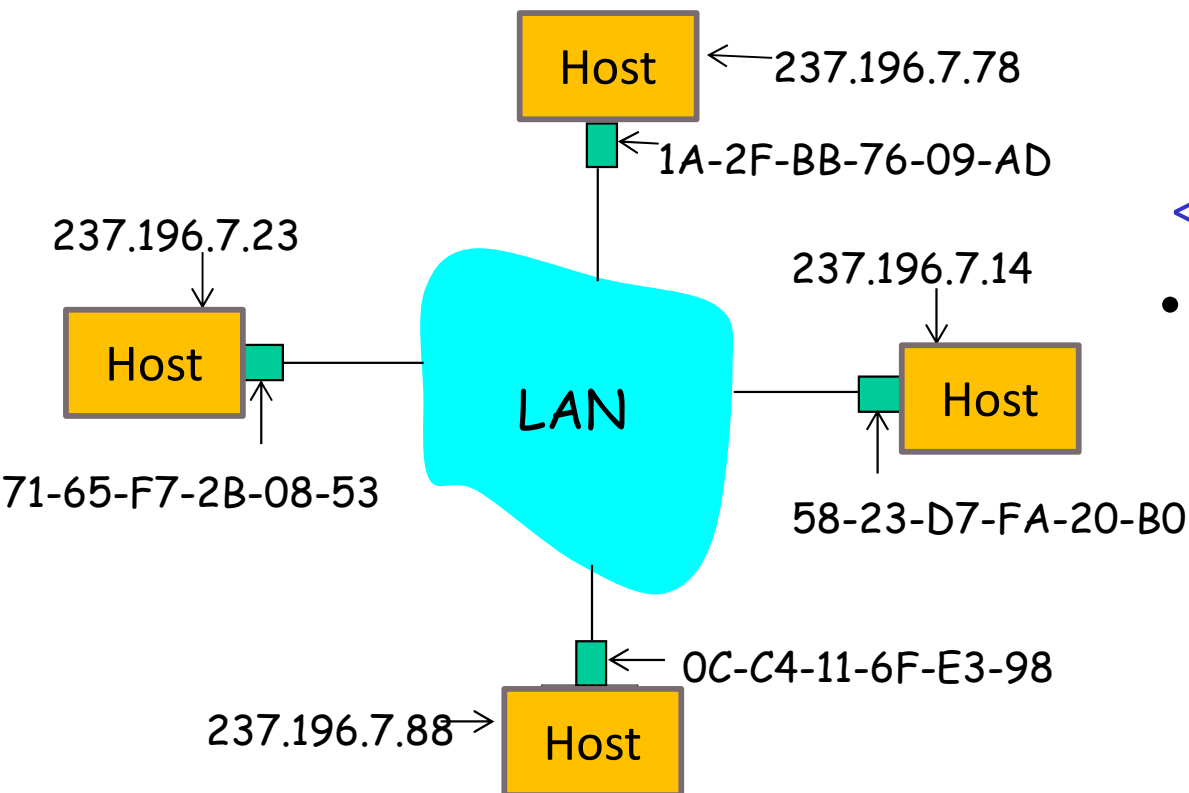 Host
237.196.7.78
1A-2F-BB-76-09-AD
<
237.196.7.23
237.196.7.14
•
Host
LAN
Host
71-65-F7-2B-08-53
58-23-D7-FA-20-B0
0C-C4-11-6F-E3-98
237.196.7.88
Host